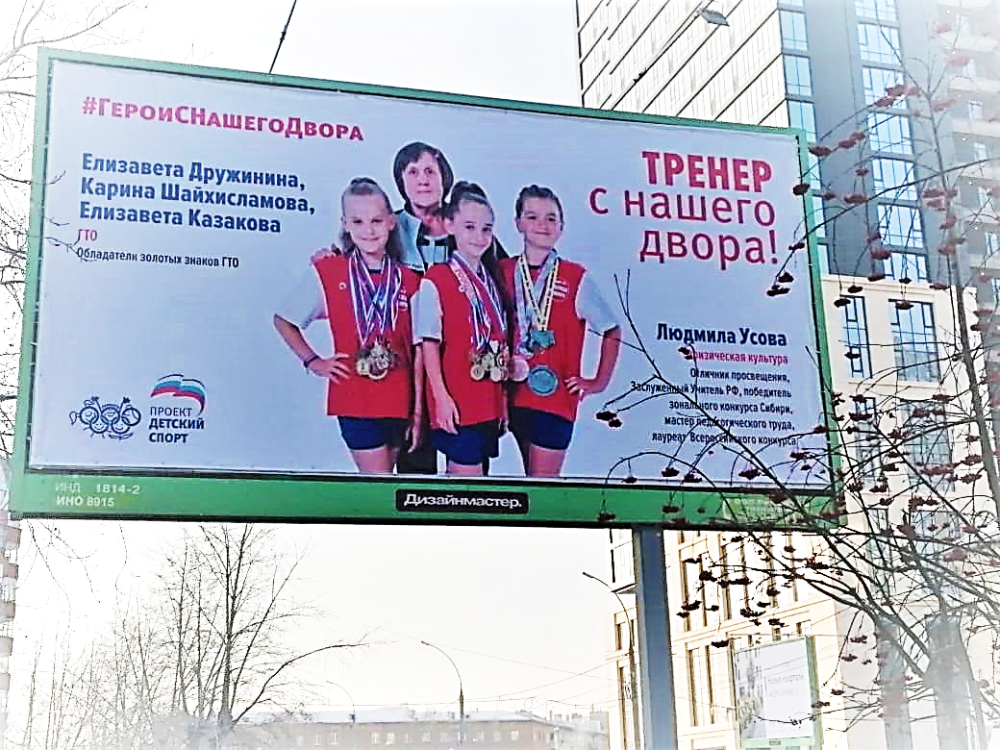 #ГЕРОИСНАШЕГОДВОРА
Елизавета Дружинина,
Карина Шайхисламова,
Елизавета Казакова
ГТО
Обладатели золотых знаков ГТО
ТРЕНЕР
с нашего
двора!
Людмила Усова
физическая культура
Отличник просвещения,
Заслуженный Учитель РФ, победитель
зонального конкурса Сибири,
мастер педагогического труда,
лауреат Всероссийского конкурса.
ПРОЕКТ
ДЕТСКИЙ
СПОРТ
ИНД 1814-2
ИНО 8915
Дизайнмастер.